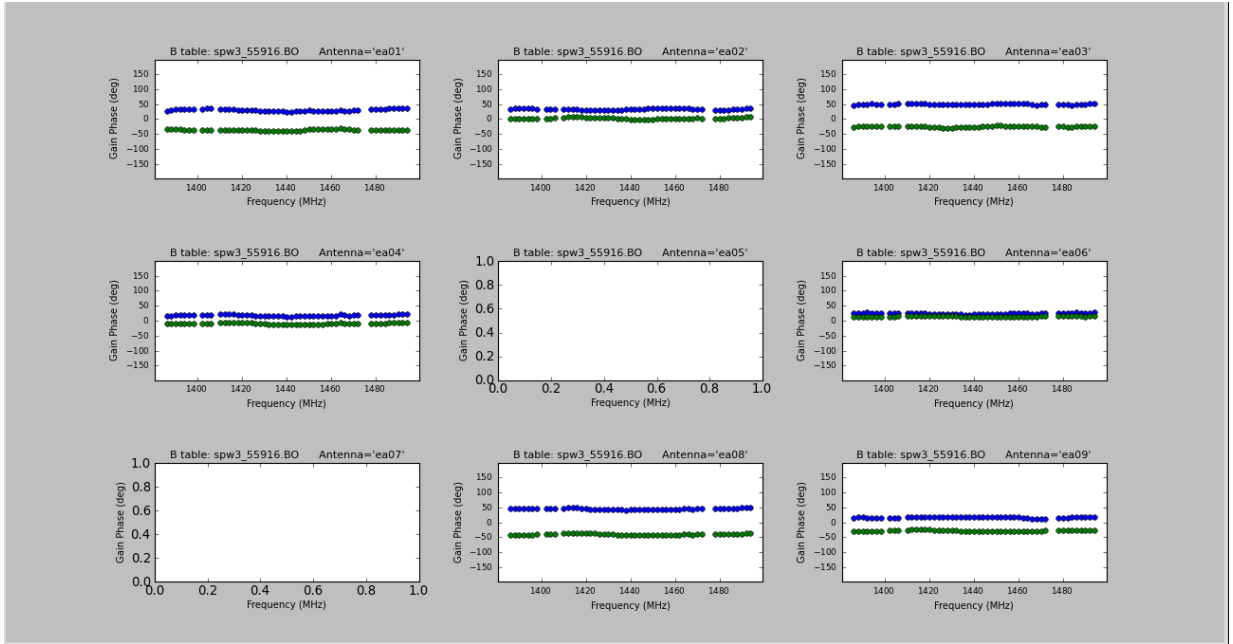 B table: spw3_55916.BO Antenna='ea01'
150
100
50
0
−50
−100
−150
Gain Phase (deg)
1400 1420 1440 1460 1480
Frequency (MHz)
B table: spw3_55916.BO Antenna='ea02'
150
100
50
0
−50
−100
−150
Gain Phase (deg)
1400 1420 1440 1460 1480
Frequency (MHz)
B table: spw3_55916.BO Antenna='ea03'
150
100
50
0
−50
−100
−150
Gain Phase (deg)
1400 1420 1440 1460 1480
Frequency (MHz)
B table: spw3_55916.BO Antenna='ea04'
150
100
50
0
−50
−100
−150
Gain Phase (deg)
1400 1420 1440 1460 1480
Frequency (MHz)
B table: spw3_55916.BO Antenna='ea05'
1.0
0.8
0.6
0.4
0.2
0.0
Gain Phase (deg)
0.0 0.2 0.4 0.6 0.8 1.0
Frequency (MHz)
B table: spw3_55916.BO Antenna='ea06'
150
100
50
0
−50
−100
−150
Gain Phase (deg)
1400 1420 1440 1460 1480
Frequency (MHz)
B table: spw3_55916.BO Antenna='ea07'
1.0
0.8
0.6
0.4
0.2
0.0
Gain Phase (deg)
0.0 0.2 0.4 0.6 0.8 1.0
Frequency (MHz)
B table: spw3_55916.BO Antenna='ea08'
150
100
50
0
−50
−100
−150
Gain Phase (deg)
1400 1420 1440 1460 1480
Frequency (MHz)
B table: spw3_55916.BO Antenna='ea09'
150
100
50
0
−50
−100
−150
Gain Phase (deg)
1400 1420 1440 1460 1480
Frequency (MHz)